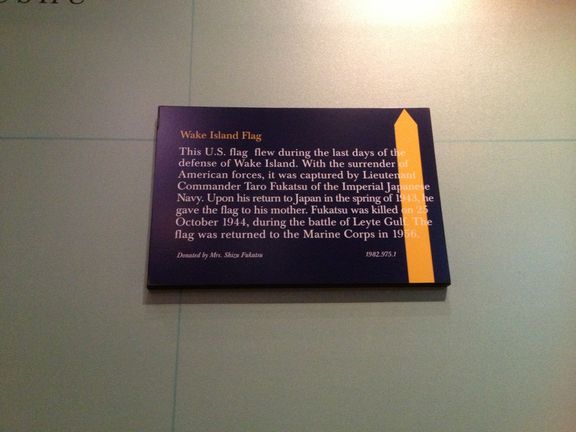 Wake Island Flag
This U.S. flag flew during the last days of the
defense of Wake Island. With the surrender of
American forces, it was captured by Lieutenant
Commander Taro Fukatsu of the Imperial Japanese
Navy. Upon his return to Japan in the spring of 1943, he
gave the flag to his mother. Fukatsu was killed on 25
October 1944, during the battle of Leyte Gulf. The
flag was returned to the Marine Corps in 1956.
Donated by Mrs. Shizu Fukatsu 1982.975.1